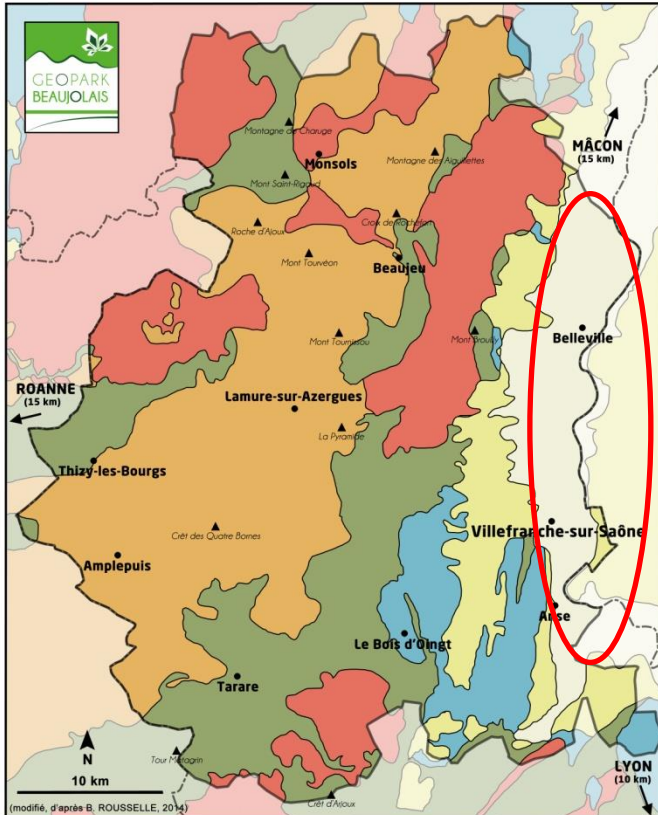 GEOPARK
BEAUJOLAIS
MÂCON
(15 km)
Montagne de Charuge
Monsols
Montagne des Aiguillettes
Mont Saint-Rigaud
Roche d'Ajoux
Croix de Rochefort
Mont Tourvéon
Beaujeu
Mont Tournissou
Mont Brouilly
Belleville
ROANNE
(15 km)
Lamure-sur-Azergues
La Pyramide
Thizy-les-Bourgs
Crêt des Quatre Bornes
Villefranche-sur-Saône
Amplepuis
Anse
Le Bois d'Oingt
Tarare
N
Tour Matagrin
10 km
LYON
(10 km)
Crêt d'Arjoux
(modifié, d'après B. ROUSSELLE, 2014)